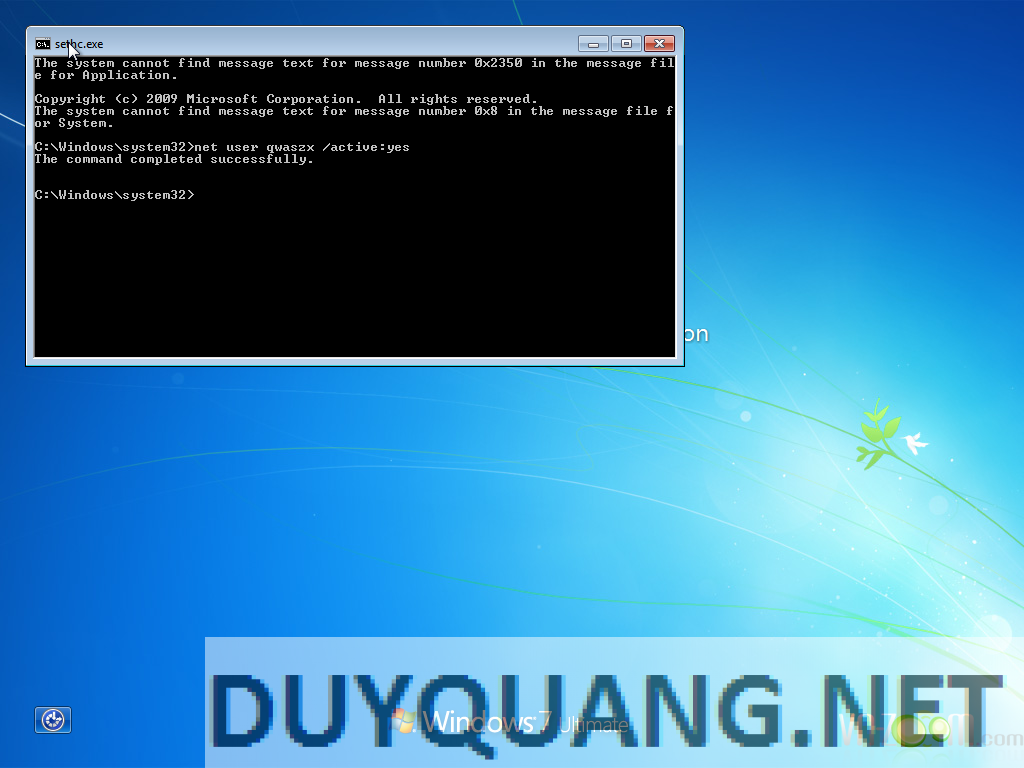 sethc.exe
The system cannot find message text for message number 0x2350 in the message fil
e for Application.
Copyright (c) 2009 Microsoft Corporation.  All rights reserved.
The system cannot find message text for message number 0x8 in the message file f
or System.
C:\Windows\system32>net user qwaszx /active:yes
The command completed successfully.
C:\Windows\system32>
on
DUYQUANG.NET
Windows 7 Ultimate
.com